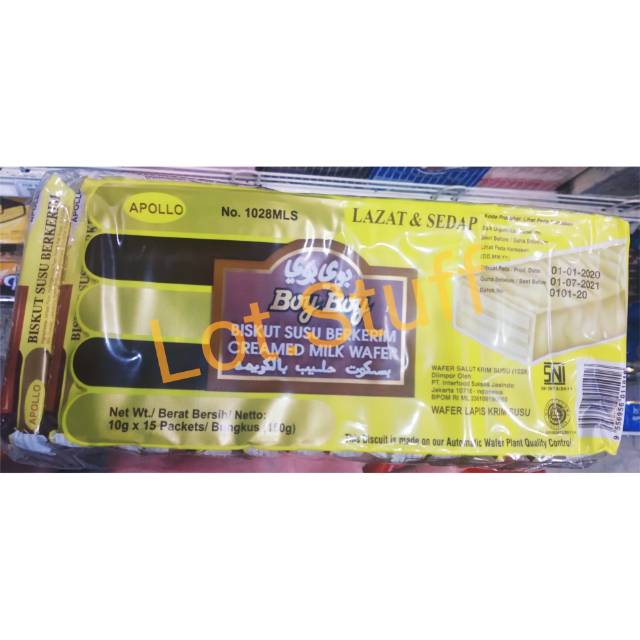 APOLLO
No. 1028MLS
LAZAT & SEDAP
بوي بوي
Boy Boy
BISKUT SUSU BERKERIM
CREAMED MILK WAFER
بسكوت حليب بالكريمة
Net Wt./ Berat Bersih/ Netto:
10g x 15 Packets/ Bungkus (150g)
01-01-2020
01-07-2021
0101-20
WAFER SALUT KRIM SUSU
Diimpor Oleh:
PT. Interfood Sukses Jasindo
Jakarta
BPOM RI ML
WAFER LAPIS KRIM SUSU
SNI
This Biscuit is made on our Automatic Wafer Plant Quality Control
BISKUT SUSU BERKERIM
APOLLO
APOLLO
Lot Stuff